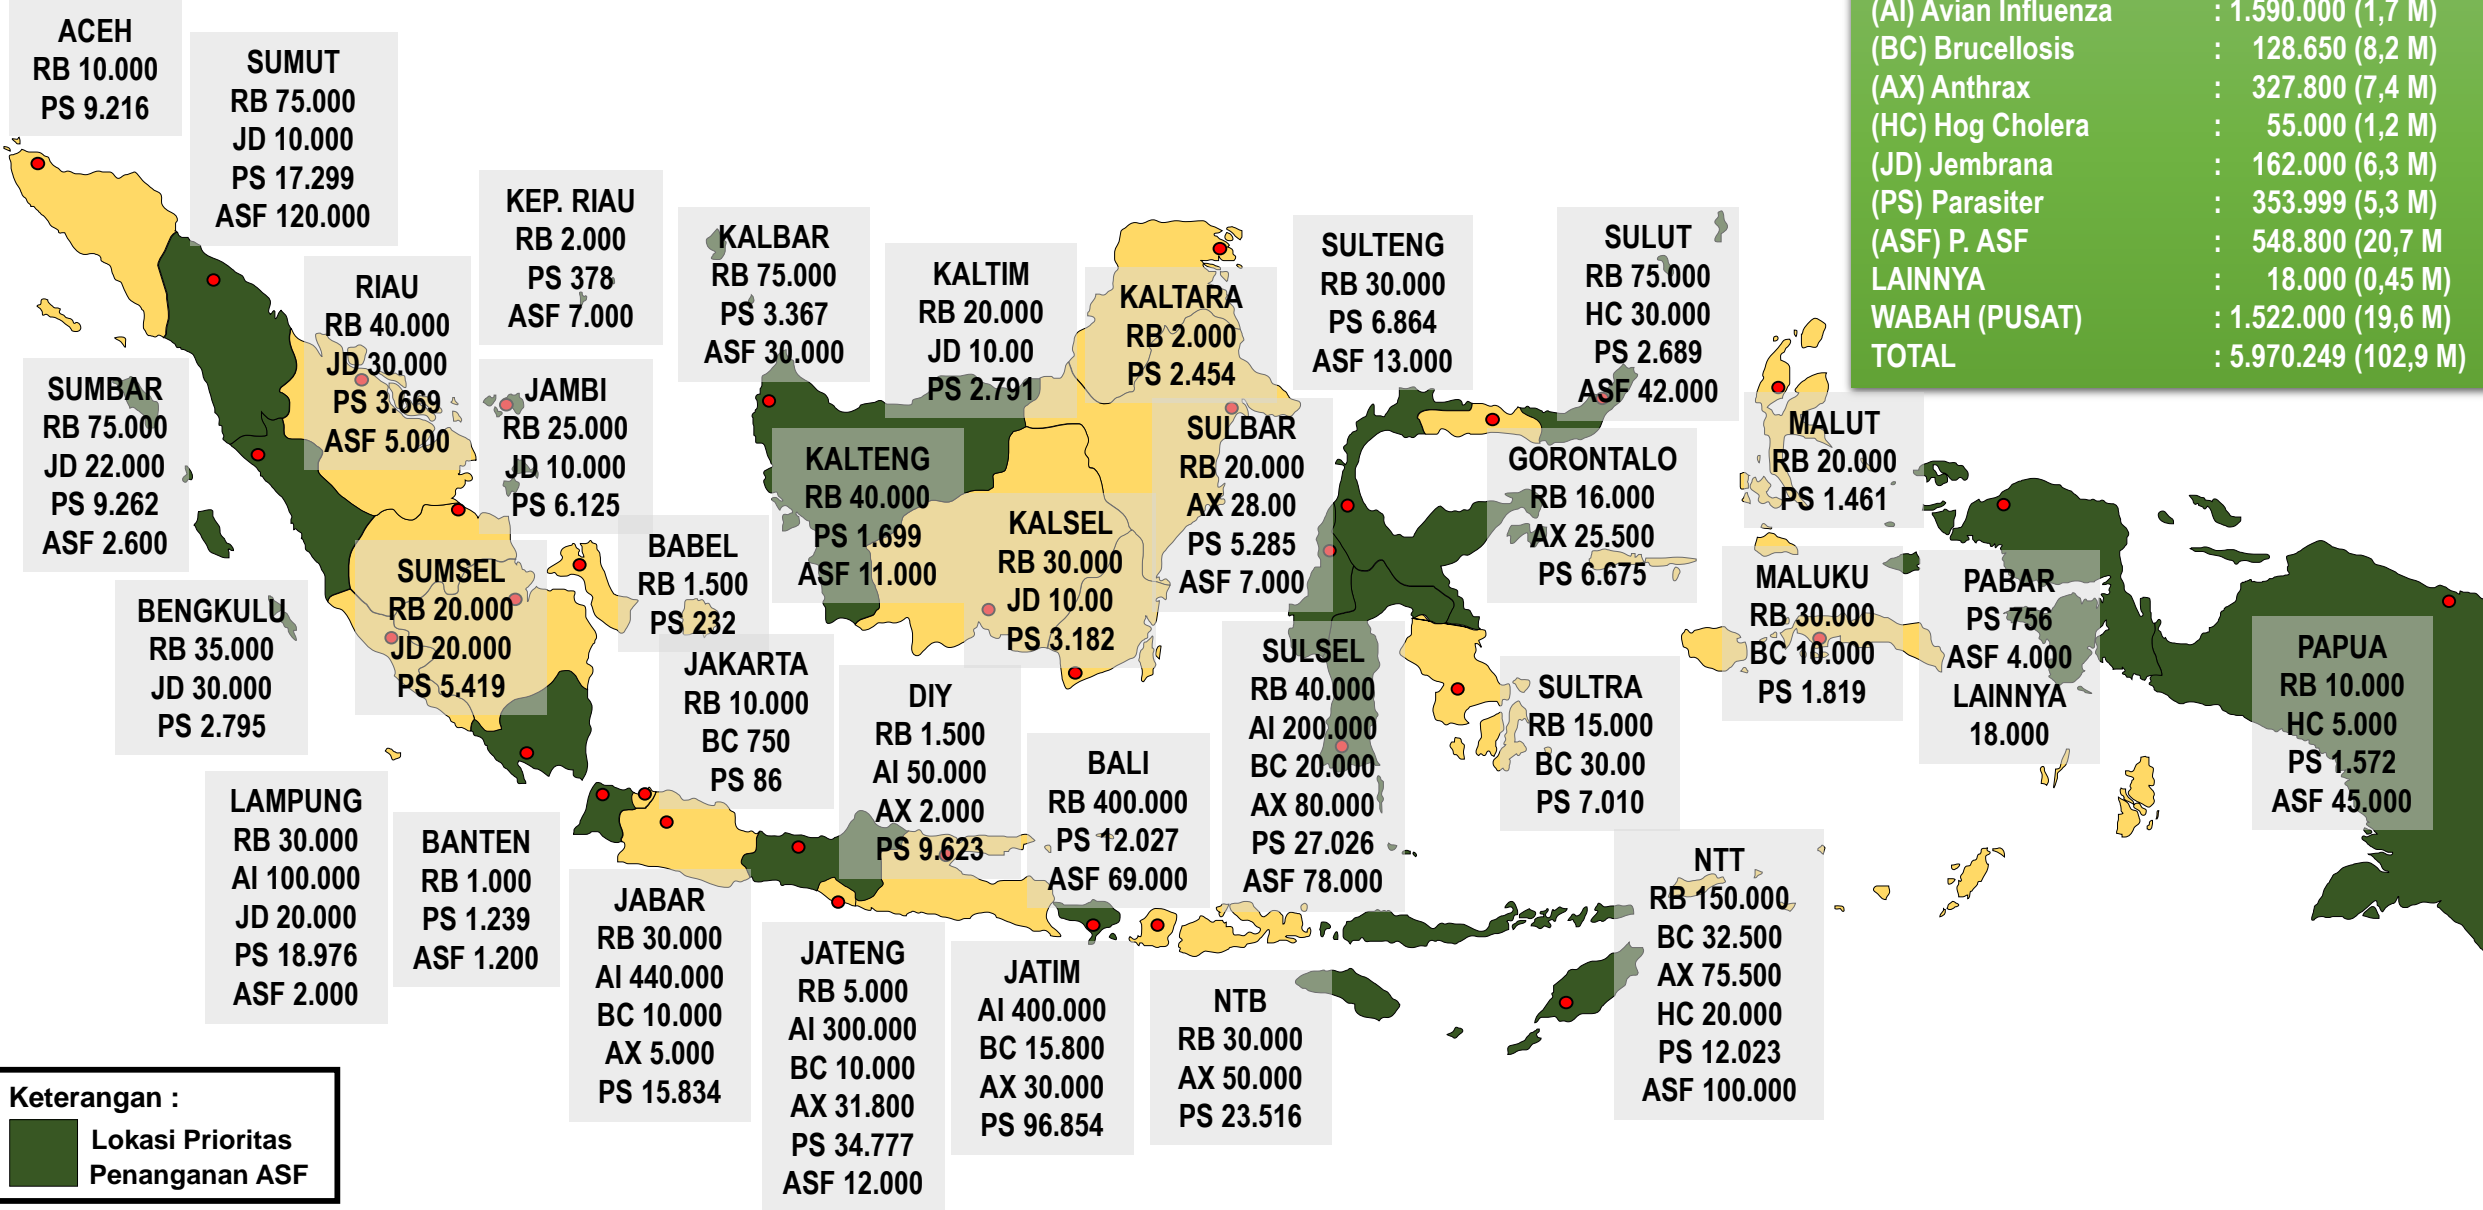 ACEH
RB 10.000
PS 9.216
SUMUT
RB 75.000
JD 10.000
PS 17.299
ASF 120.000
KEP. RIAU
RB 2.000
PS 378
ASF 7.000
RIAU
RB 40.000
JD 30.000
PS 3.669
ASF 5.000
KALBAR
RB 75.000
PS 3.367
ASF 30.000
KALTIM
RB 20.000
JD 10.00
PS 2.791
KALTARA
RB 2.000
PS 2.454
SULTENG
RB 30.000
PS 6.864
ASF 13.000
SULUT
RB 75.000
HC 30.000
PS 2.689
ASF 42.000
(AI) Avian Influenza : 1.590.000 (1,7 M)
(BC) Brucellosis : 128.650 (8,2 M)
(AX) Anthrax : 327.800 (7,4 M)
(HC) Hog Cholera : 55.000 (1,2 M)
(JD) Jembrana : 162.000 (6,3 M)
(PS) Parasiter : 353.999 (5,3 M)
(ASF) P. ASF : 548.800 (20,7 M
LAINNYA : 18.000 (0,45 M)
WABAH (PUSAT) : 1.522.000 (19,6 M)
TOTAL : 5.970.249 (102,9 M)
SUMBAR
RB 75.000
JD 22.000
PS 9.262
ASF 2.600
JAMBI
RB 25.000
JD 10.000
PS 6.125
KALTENG
RB 40.000
PS 1.699
ASF 11.000
KALSEL
RB 30.000
JD 10.00
PS 3.182
SULBAR
RB 20.000
AX 28.00
PS 5.285
ASF 7.000
GORONTALO
RB 16.000
AX 25.500
PS 6.675
MALUT
RB 20.000
PS 1.461
BENGKULU
RB 35.000
JD 30.000
PS 2.795
SUMSEL
RB 20.000
JD 20.000
PS 5.419
BABEL
RB 1.500
PS 232
JAKARTA
RB 10.000
BC 750
PS 86
DIY
RB 1.500
AI 50.000
AX 2.000
PS 9.623
BALI
RB 400.000
PS 12.027
ASF 69.000
SULSEL
RB 40.000
AI 200.000
BC 20.000
AX 80.000
PS 27.026
ASF 78.000
SULTRA
RB 15.000
BC 30.00
PS 7.010
MALUKU
RB 30.000
BC 10.000
PS 1.819
PABAR
PS 756
ASF 4.000
LAINNYA
18.000
PAPUA
RB 10.000
HC 5.000
PS 1.572
ASF 45.000
LAMPUNG
RB 30.000
AI 100.000
JD 20.000
PS 18.976
ASF 2.000
BANTEN
RB 1.000
PS 1.239
ASF 1.200
JABAR
RB 30.000
AI 440.000
BC 10.000
AX 5.000
PS 15.834
JATENG
RB 5.000
AI 300.000
BC 10.000
AX 31.800
PS 34.777
ASF 12.000
JATIM
AI 400.000
BC 15.800
AX 30.000
PS 96.854
NTB
RB 30.000
AX 50.000
PS 23.516
NTT
RB 150.000
BC 32.500
AX 75.500
HC 20.000
PS 12.023
ASF 100.000
Keterangan :
Lokasi Prioritas
Penanganan ASF